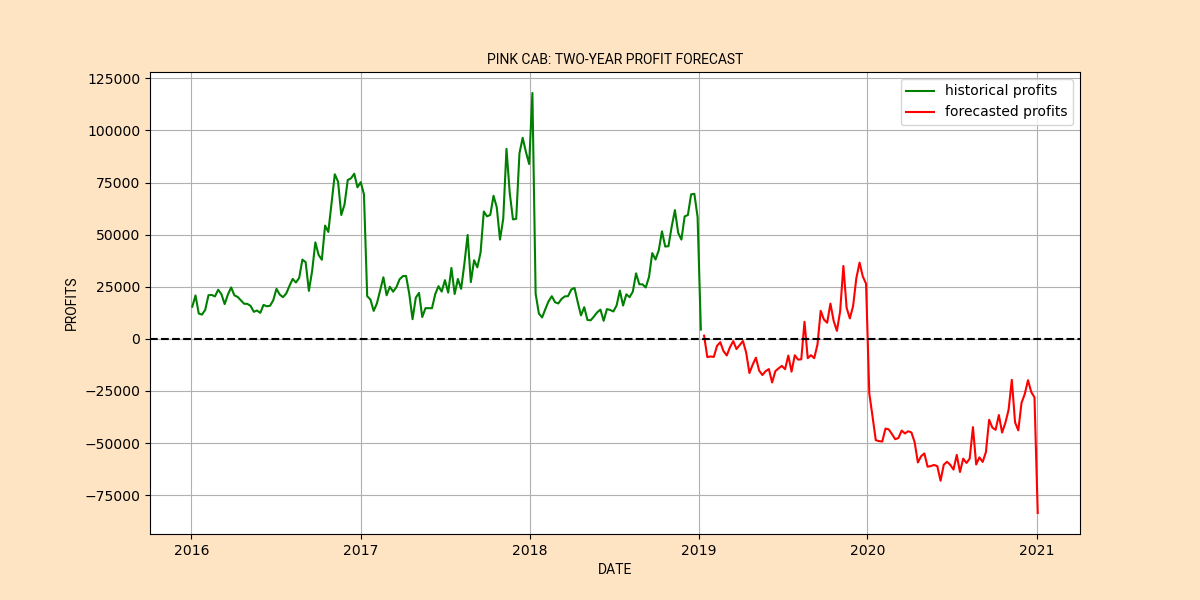 PINK CAB: TWO-YEAR PROFIT FORECAST
historical profits
forecasted profits
PROFITS
125000
100000
75000
50000
25000
0
−25000
−50000
−75000
2016 2017 2018 2019 2020 2021
DATE